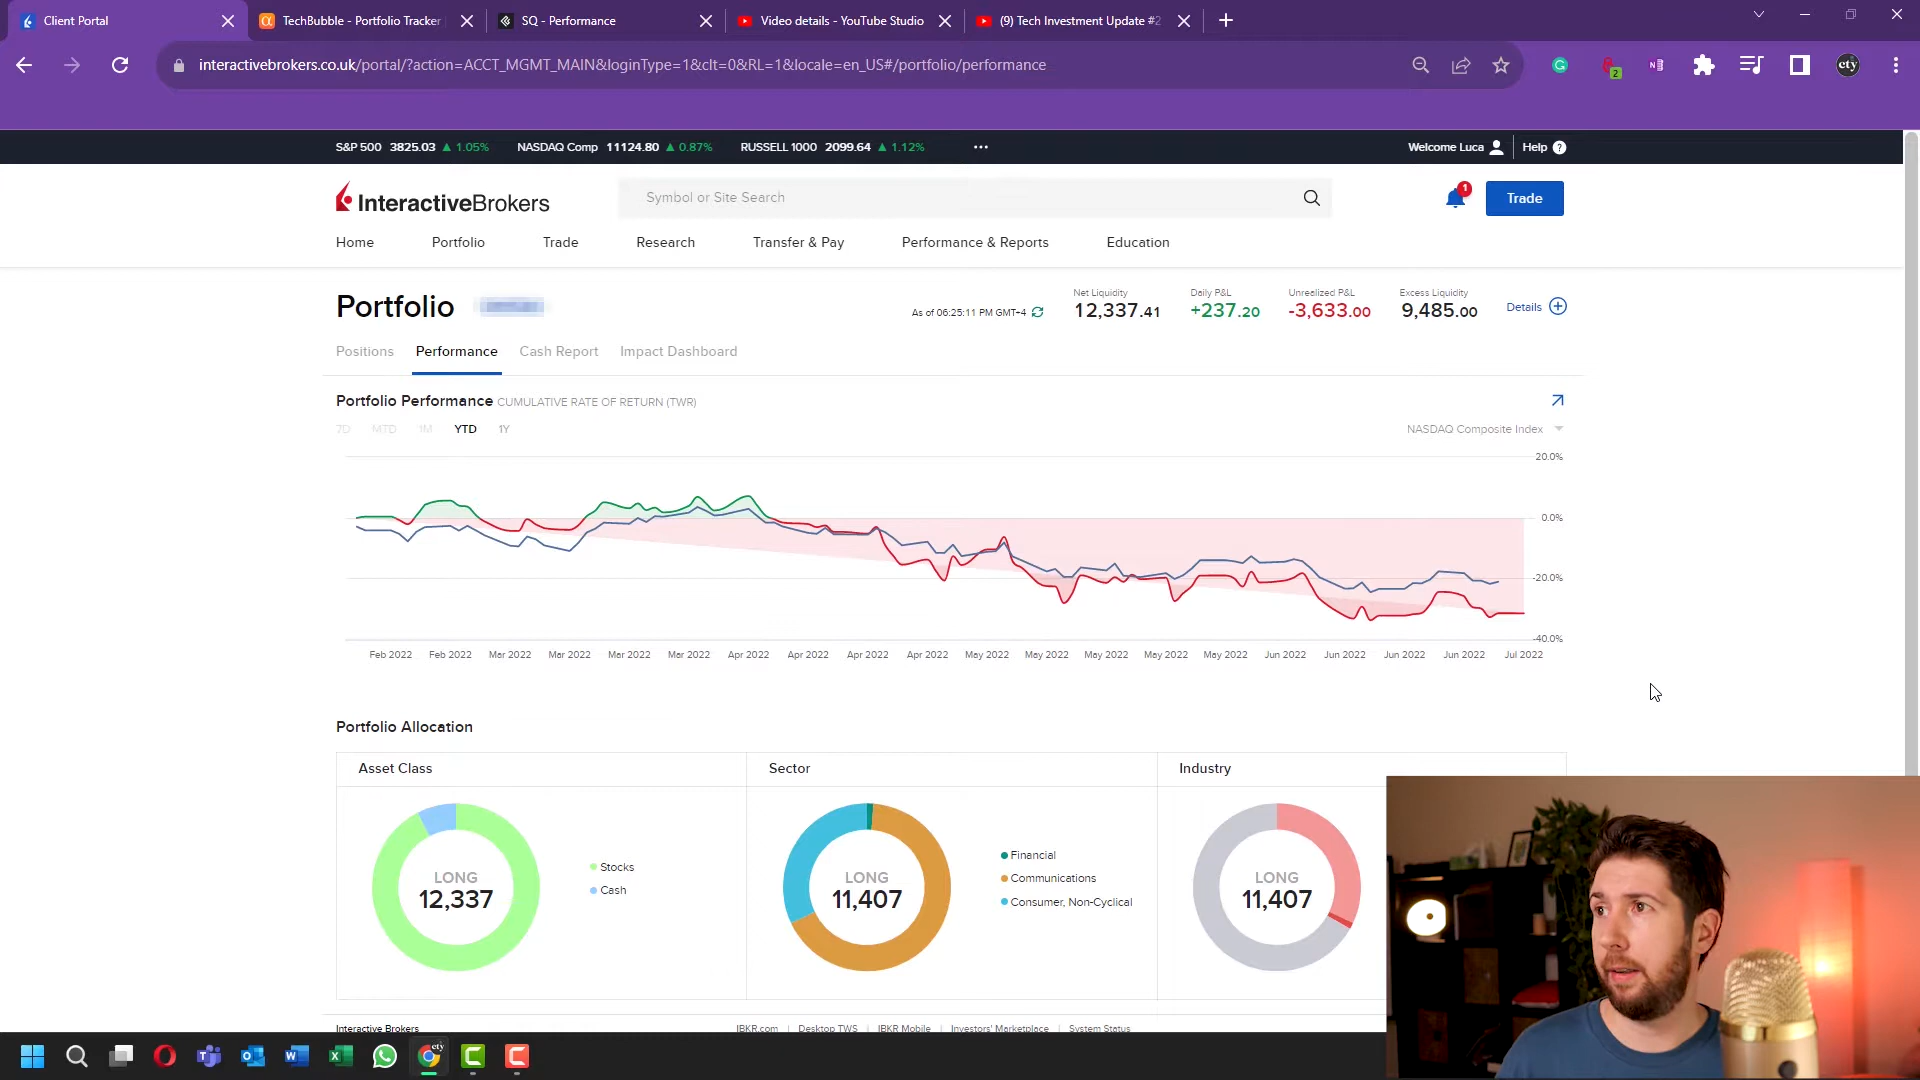 Client Portal
TechBubble - Portfolio Tracker
SQ - Performance
Video details - YouTube Studio
(9) Tech Investment Update #2
interactivebrokers.co.uk/portal/?action=ACCT_MGMT_MAIN&loginType=1&clt=0&RL=1&locale=en_US#/portfolio/performance
2
ety
S&P 500 3825.03 ▲ 1.05% NASDAQ Comp 11124.80 ▲ 0.87% RUSSELL 1000 2099.64 ▲ 1.12% •••
Welcome Luca Help ?
InteractiveBrokers
Symbol or Site Search
1
Trade
Home Portfolio Trade Research Transfer & Pay Performance & Reports Education
Portfolio
As of 06:25:11 PM GMT+4
Net Liquidity
12,337.41
Daily P&L
+237.20
Unrealized P&L
-3,633.00
Excess Liquidity
9,485.00
Details
Positions Performance Cash Report Impact Dashboard
Portfolio Performance CUMULATIVE RATE OF RETURN (TWR)
7D MTD 1M YTD 1Y
NASDAQ Composite Index
20.0%
0.0%
-20.0%
-40.0%
Feb 2022 Feb 2022 Mar 2022 Mar 2022 Mar 2022 Mar 2022 Apr 2022 Apr 2022 Apr 2022 Apr 2022 May 2022 May 2022 May 2022 May 2022 May 2022 Jun 2022 Jun 2022 Jun 2022 Jun 2022 Jul 2022
Portfolio Allocation
Asset Class
LONG
12,337
Stocks
Cash
Sector
LONG
11,407
Financial
Communications
Consumer, Non-Cyclical
Industry
LONG
11,407
Interactive Brokers
IBKR.com | Desktop TWS | IBKR Mobile | Investors' Marketplace | System Status
ety